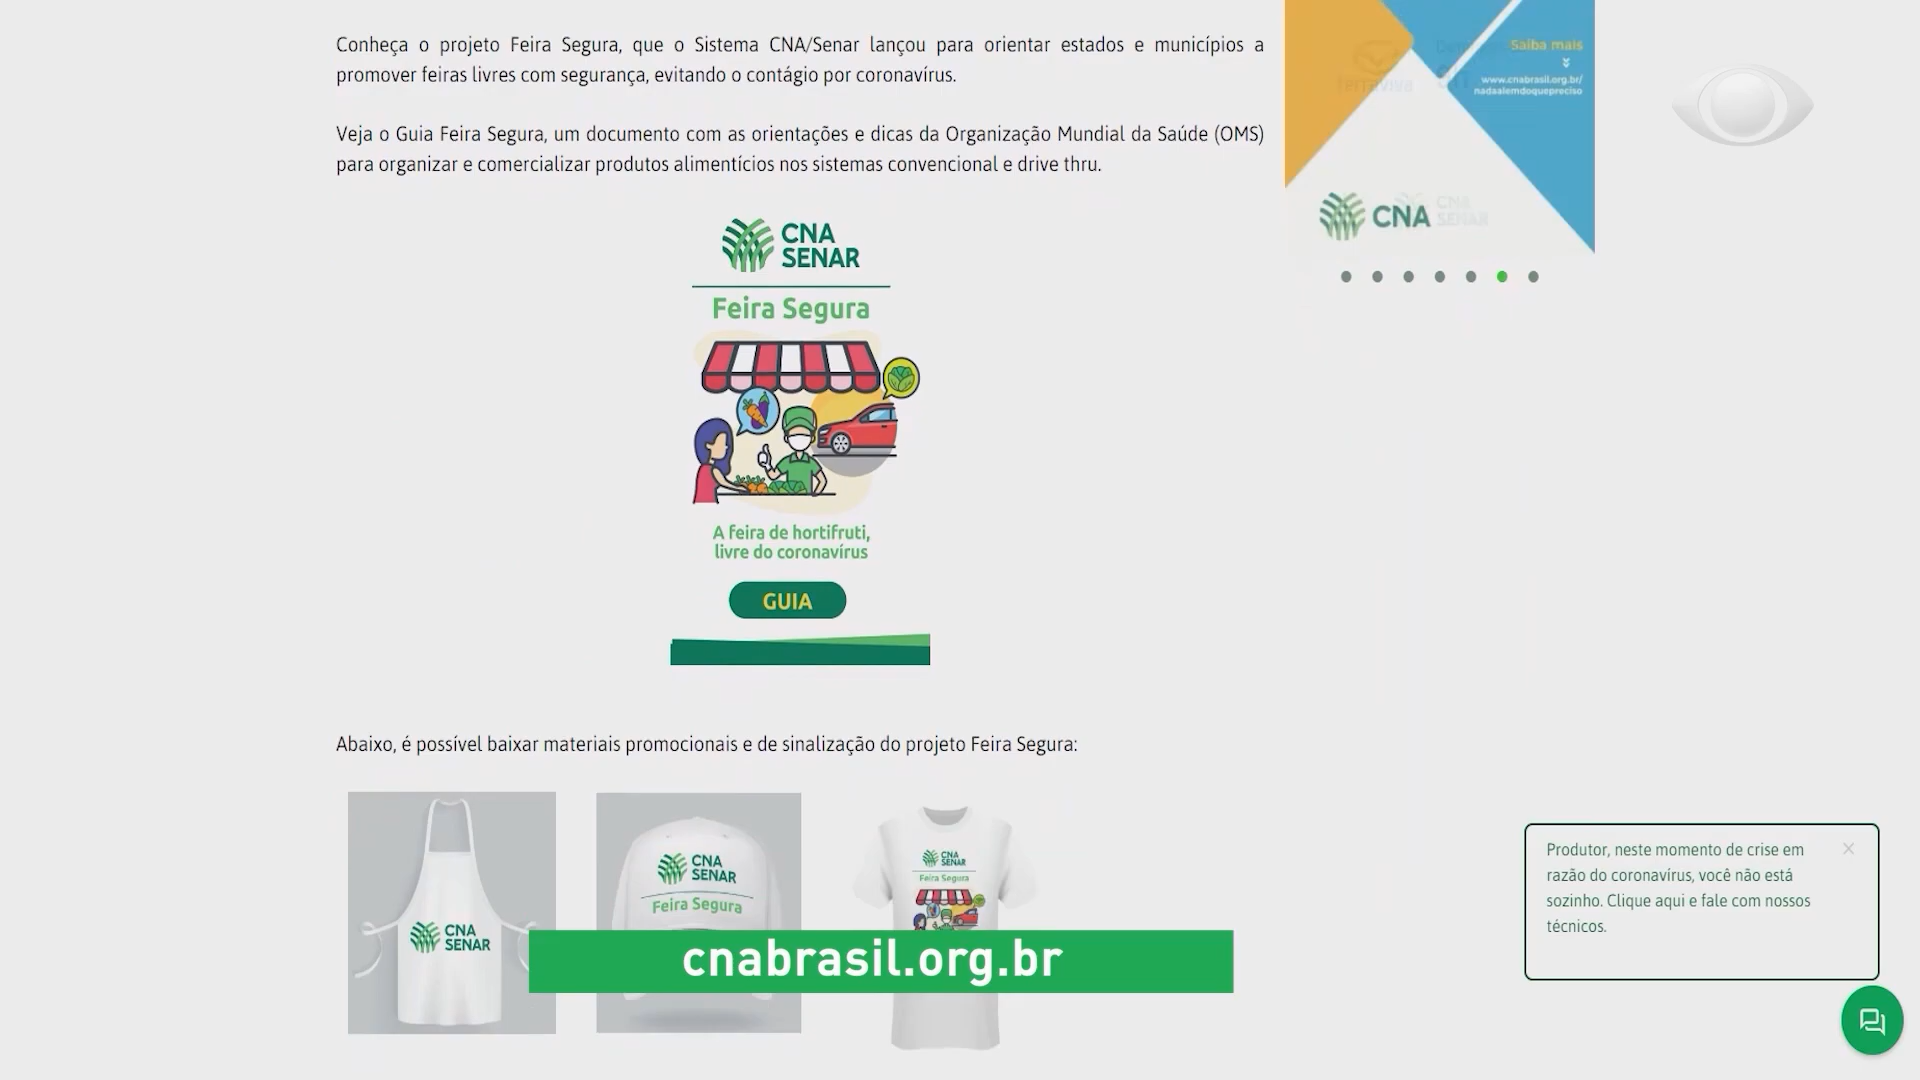 Conheça o projeto Feira Segura, que o Sistema CNA/Senar lançou para orientar estados e municípios a
promover feiras livres com segurança, evitando o contágio por coronavírus.
Veja o Guia Feira Segura, um documento com as orientações e dicas da Organização Mundial da Saúde (OMS)
para organizar e comercializar produtos alimentícios nos sistemas convencional e drive thru.
Saiba mais
www.cnabrasil.org.br/
nadaalemdoquepreciso
terraviva
CNA
CNA
SENAR
CNA
SENAR
Feira Segura
A feira de hortifruti,
livre do coronavírus
GUIA
Abaixo, é possível baixar materiais promocionais e de sinalização do projeto Feira Segura:
CNA
SENAR
CNA
SENAR
Feira Segura
CNA
SENAR
Feira Segura
cnabrasil.org.br
Produtor, neste momento de crise em
razão do coronavírus, você não está
sozinho. Clique aqui e fale com nossos
técnicos.